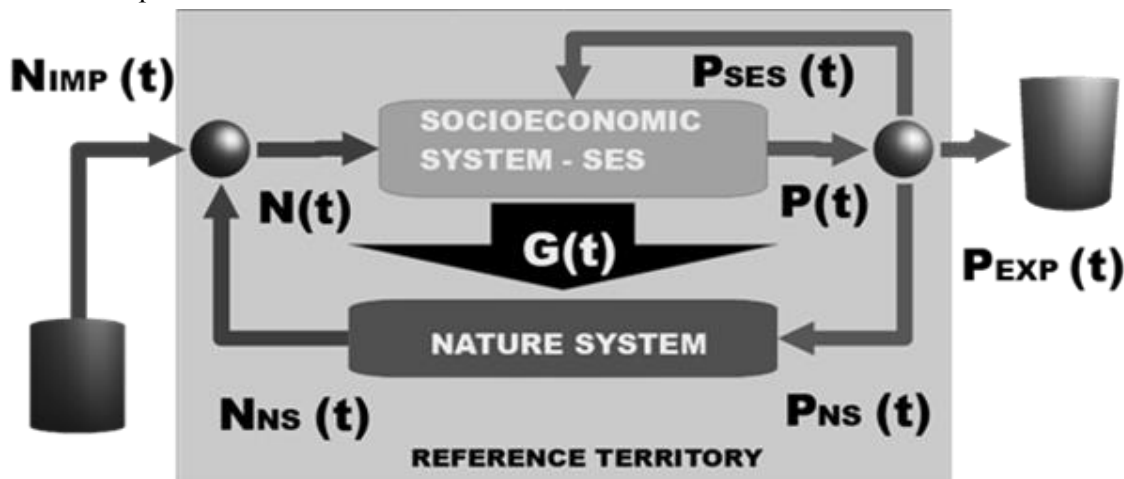 NIMP (t)
PSES (t)
SOCIOECONOMIC
SYSTEM - SES
N(t)
P(t)
G(t)
PEXP (t)
NATURE SYSTEM
NNS (t)
PNS (t)
REFERENCE TERRITORY